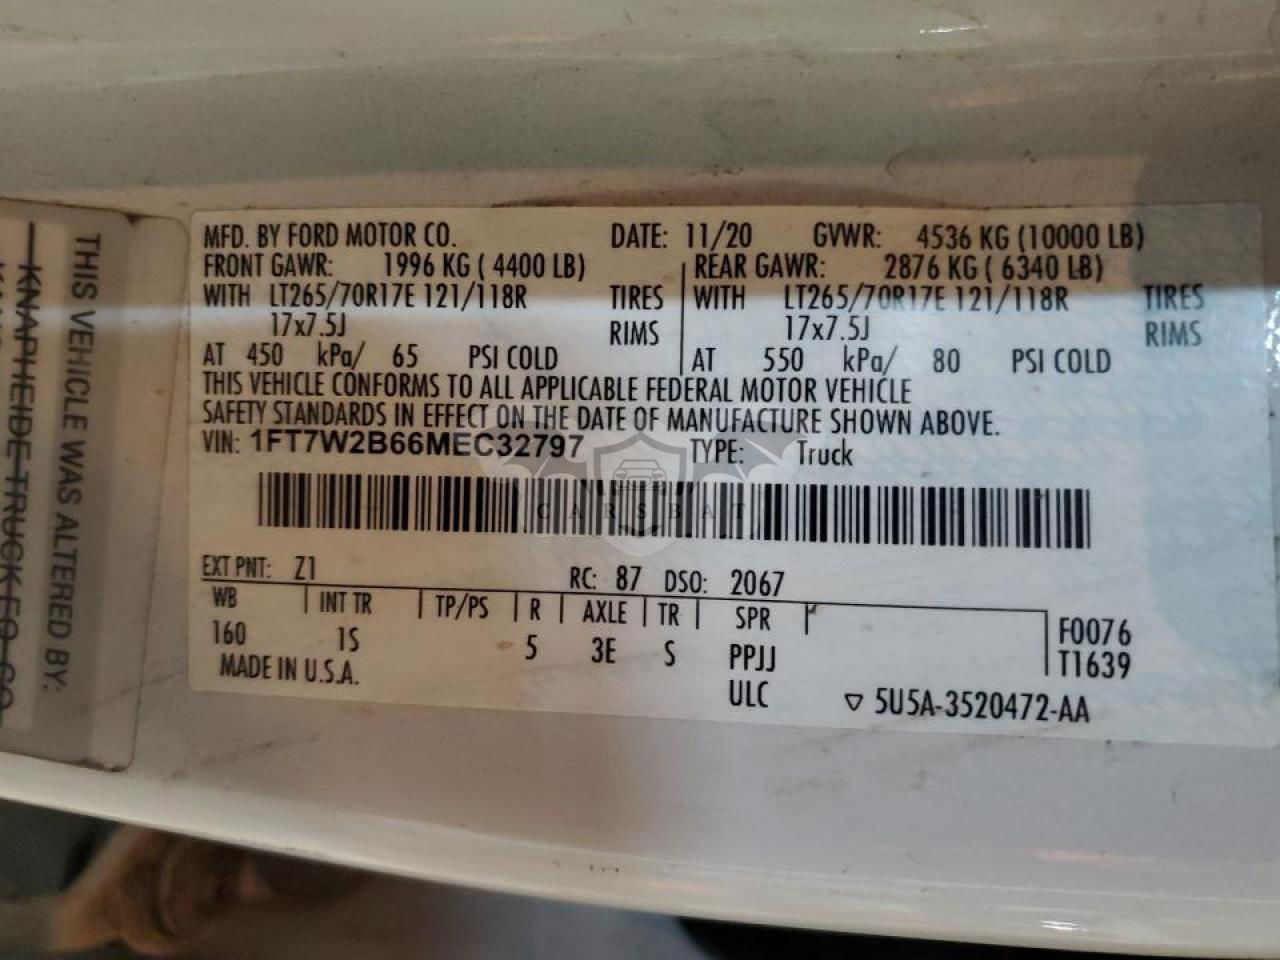 MFD. BY FORD MOTOR CO. DATE: 11/20 GVWR: 4536 KG (10000 LB)
FRONT GAWR: 1996 KG ( 4400 LB) REAR GAWR: 2876 KG ( 6340 LB)
WITH LT265/70R17E 121/118R TIRES WITH LT265/70R17E 121/118R TIRES
17x7.5J RIMS 17x7.5J RIMS
AT 450 kPa/ 65 PSI COLD AT 550 kPa/ 80 PSI COLD
THIS VEHICLE CONFORMS TO ALL APPLICABLE FEDERAL MOTOR VEHICLE
SAFETY STANDARDS IN EFFECT ON THE DATE OF MANUFACTURE SHOWN ABOVE.
VIN: 1FT7W2B66MEC32797 TYPE: Truck
CARSBAT
EXT PNT: Z1 RC: 87 DSO: 2067
WB INT TR TP/PS R AXLE TR SPR
160 1S 5 3E S PPJJ F0076
MADE IN U.S.A. ULC T1639
5U5A-3520472-AA
THIS VEHICLE WAS ALTERED BY:
KNAPHEIDE TRUCK EQ CO